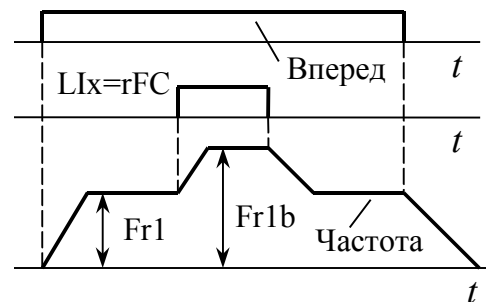 Вперед
t
LIx=rFC
t
Fr1
Fr1b
Частота
t